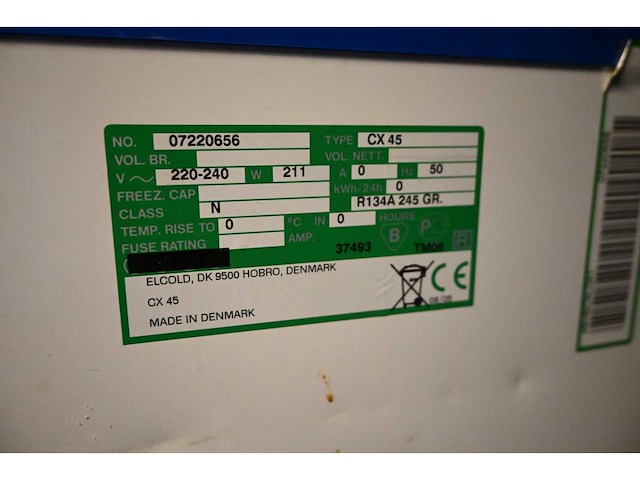 NO. 07220656 TYPE CX 45
VOL. BR. VOL. NETT.
V ~ 220-240 W 211 A 0 Hz 50
FREEZ. CAP kWh/24h 0
CLASS N R134A 245 GR.
TEMP. RISE TO 0 °C IN 0 HOURS
FUSE RATING AMP. 37493 B P TM06 R
ELCOLD, DK 9500 HOBRO, DENMARK
CX 45
MADE IN DENMARK
CE